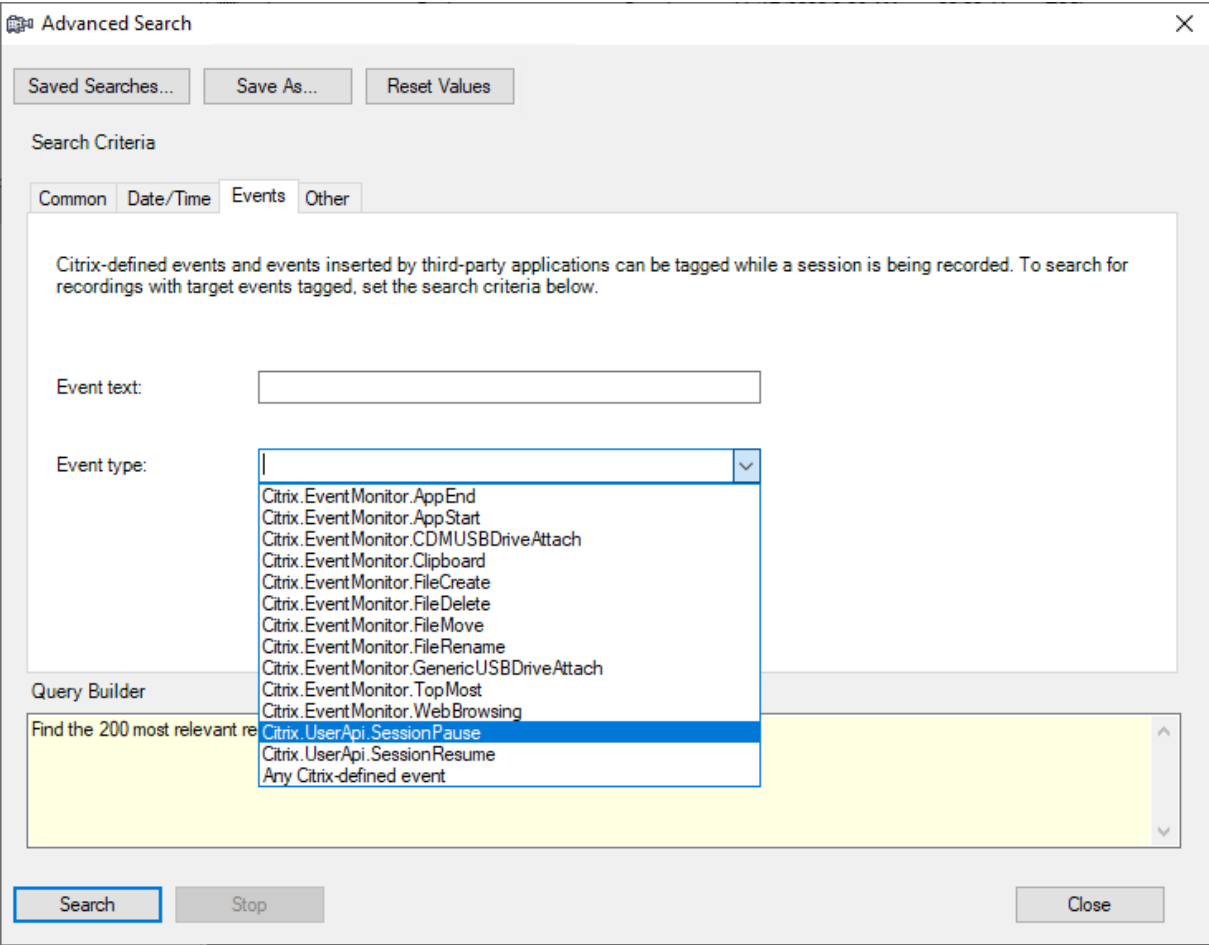 Advanced Search
Saved Searches... Save As... Reset Values
Search Criteria
Common Date/Time Events Other
Citrix-defined events and events inserted by third-party applications can be tagged while a session is being recorded. To search for
recordings with target events tagged, set the search criteria below.
Event text:
Event type:
Citrix.EventMonitor.AppEnd
Citrix.EventMonitor.AppStart
Citrix.EventMonitor.CDMUSBDriveAttach
Citrix.EventMonitor.Clipboard
Citrix.EventMonitor.FileCreate
Citrix.EventMonitor.FileDelete
Citrix.EventMonitor.FileMove
Citrix.EventMonitor.FileRename
Citrix.EventMonitor.GenericUSBDriveAttach
Citrix.EventMonitor.TopMost
Citrix.EventMonitor.WebBrowsing
Citrix.UserApi.SessionPause
Citrix.UserApi.SessionResume
Any Citrix-defined event
Query Builder
Find the 200 most relevant re
Search Stop Close